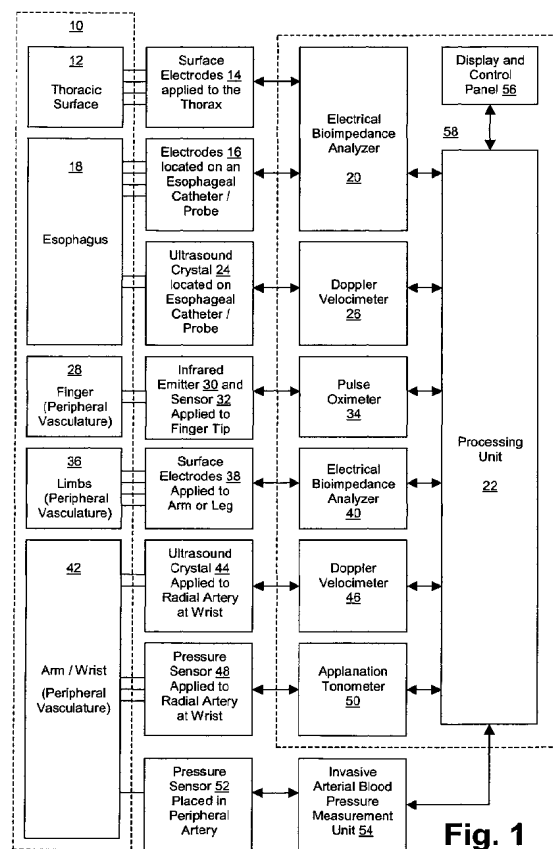 10
12
Thoracic
Surface
Surface
Electrodes 14
applied to the
Thorax
18
Esophagus
Electrodes 16
located on an
Esophageal
Catheter /
Probe
Electrical
Bioimpedance
Analyzer
20
Display and
Control
Panel 56
58
Ultrasound
Crystal 24
located on
Esophageal
Catheter /
Probe
Doppler
Velocimeter
26
28
Finger
(Peripheral
Vasculature)
Infrared
Emitter 30 and
Sensor 32
Applied to
Finger Tip
Pulse
Oximeter
34
Processing
Unit
22
36
Limbs
(Peripheral
Vasculature)
Surface
Electrodes 38
Applied to
Arm or Leg
Electrical
Bioimpedance
Analyzer
40
42
Arm / Wrist
(Peripheral
Vasculature)
Ultrasound
Crystal 44
Applied to
Radial Artery
at Wrist
Doppler
Velocimeter
46
Pressure
Sensor 48
Applied to
Radial Artery
at Wrist
Applanation
Tonometer
50
Pressure
Sensor 52
Placed in
Peripheral
Artery
Invasive
Arterial Blood
Pressure
Measurement
Unit 54
Fig. 1